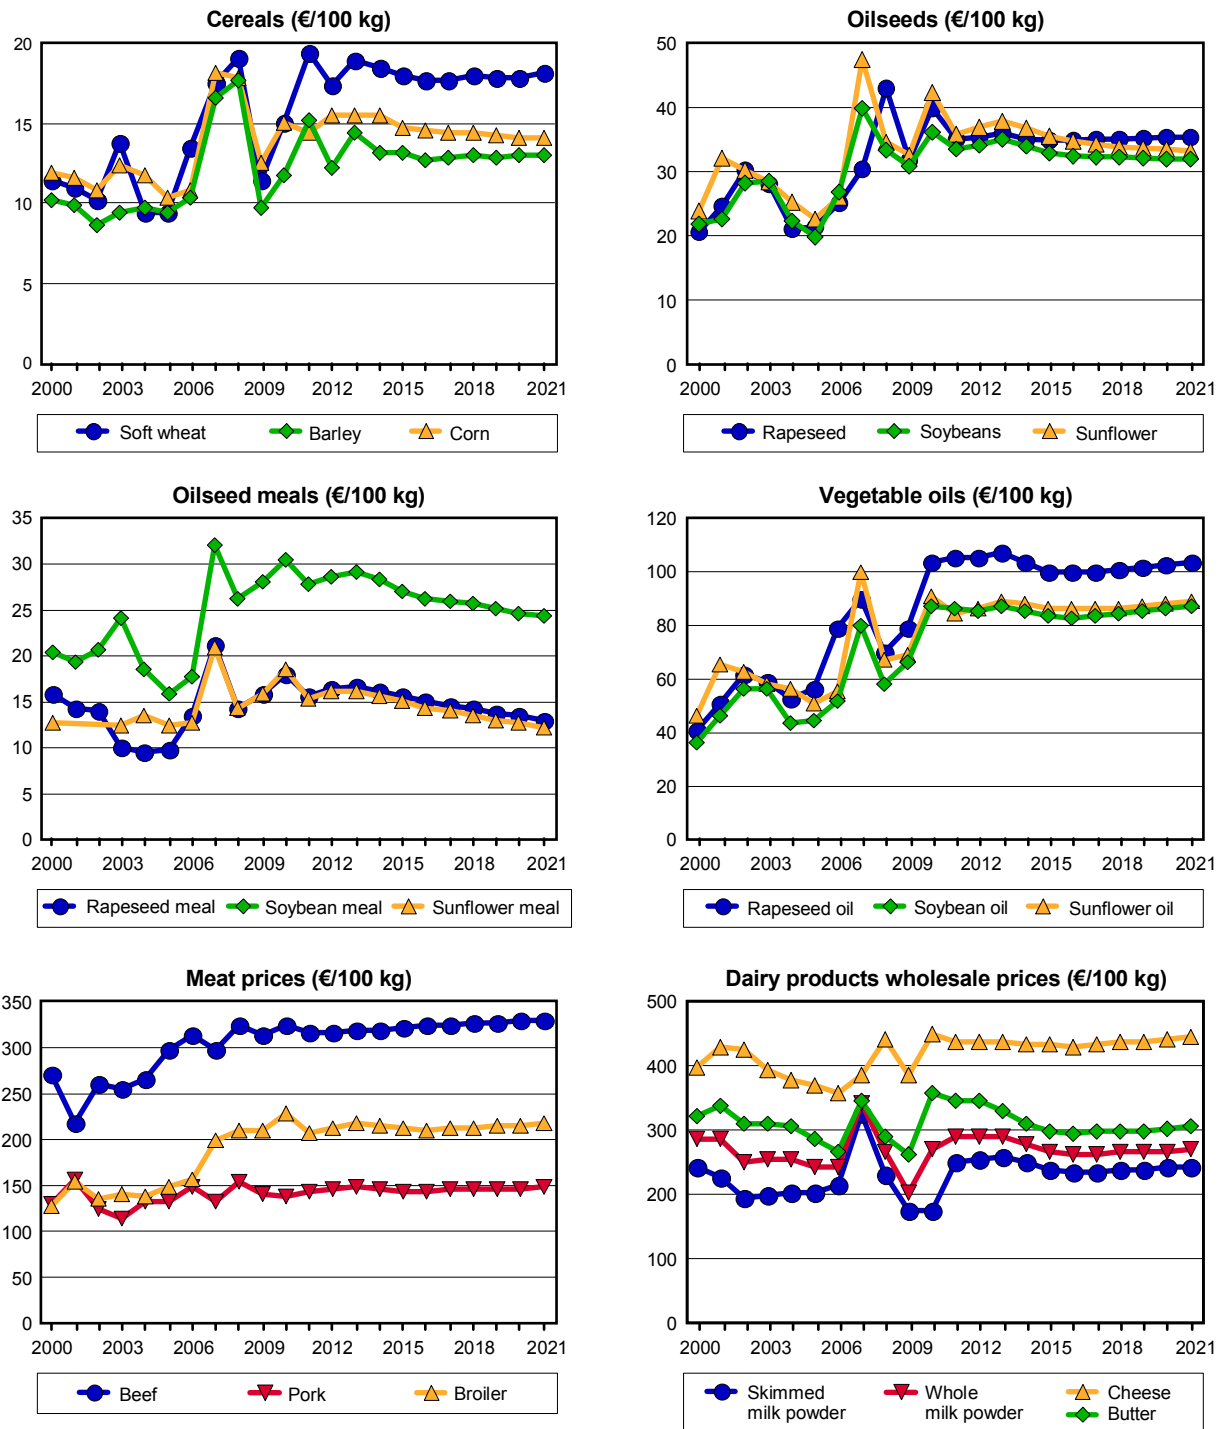 Cereals (€/100 kg)
20
15
10
5
0
2000 2003 2006 2009 2012 2015 2018 2021
Soft wheat Barley Corn
Oilseeds (€/100 kg)
50
40
30
20
10
0
2000 2003 2006 2009 2012 2015 2018 2021
Rapeseed Soybeans Sunflower
Oilseed meals (€/100 kg)
35
30
25
20
15
10
5
0
2000 2003 2006 2009 2012 2015 2018 2021
Rapeseed meal Soybean meal Sunflower meal
Vegetable oils (€/100 kg)
120
100
80
60
40
20
0
2000 2003 2006 2009 2012 2015 2018 2021
Rapeseed oil Soybean oil Sunflower oil
Meat prices (€/100 kg)
350
300
250
200
150
100
50
0
2000 2003 2006 2009 2012 2015 2018 2021
Beef Pork Broiler
Dairy products wholesale prices (€/100 kg)
500
400
300
200
100
0
2000 2003 2006 2009 2012 2015 2018 2021
Skimmed Whole Cheese
milk powder milk powder Butter